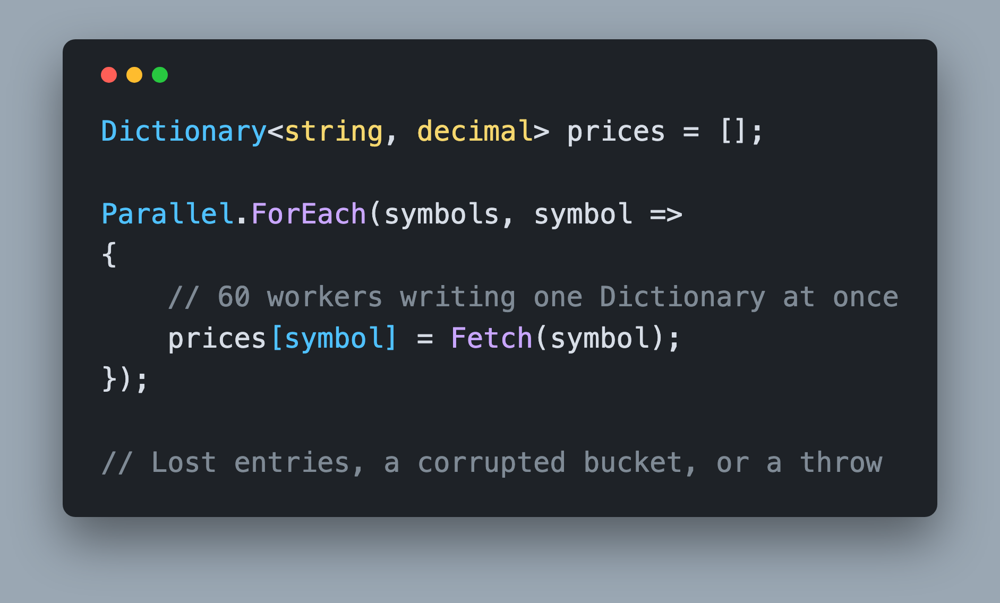 Dictionary<string, decimal> prices = [];

Parallel.ForEach(symbols, symbol =>
{
    // 60 workers writing one Dictionary at once
    prices[symbol] = Fetch(symbol);
});

// Lost entries, a corrupted bucket, or a throw